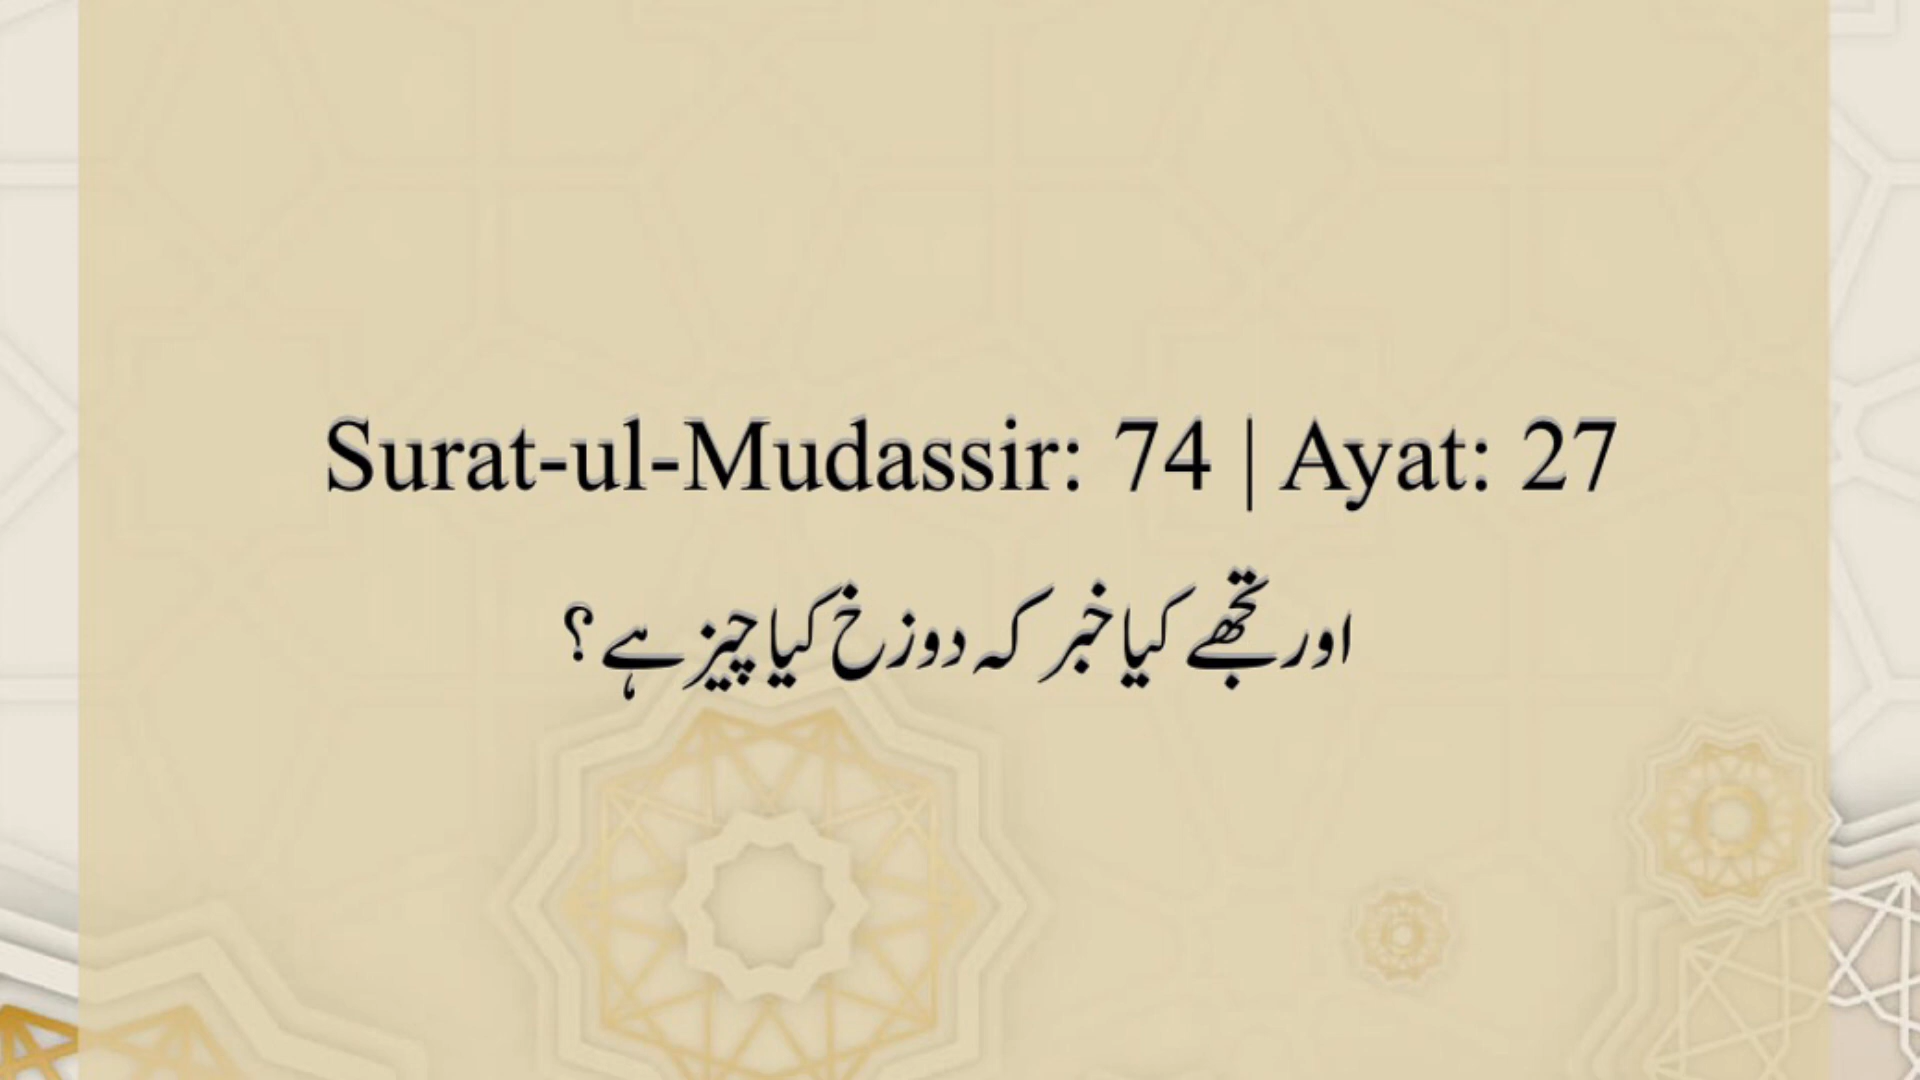 Surat-ul-Mudassir: 74 | Ayat: 27
اور تجھے کیا خبر کہ دوزخ کیا چیز ہے ؟